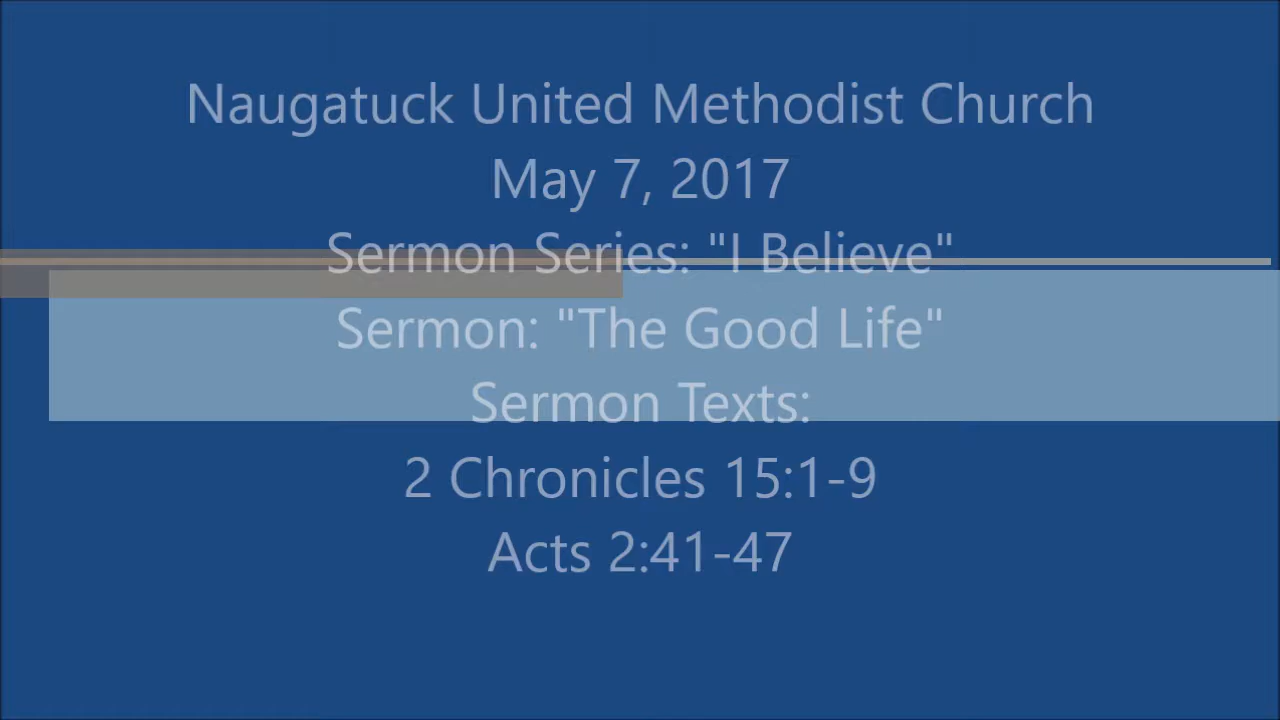 Naugatuck United Methodist Church
May 7, 2017
Sermon Series: "I Believe"
Sermon: "The Good Life"
Sermon Texts:
2 Chronicles 15:1-9
Acts 2:41-47